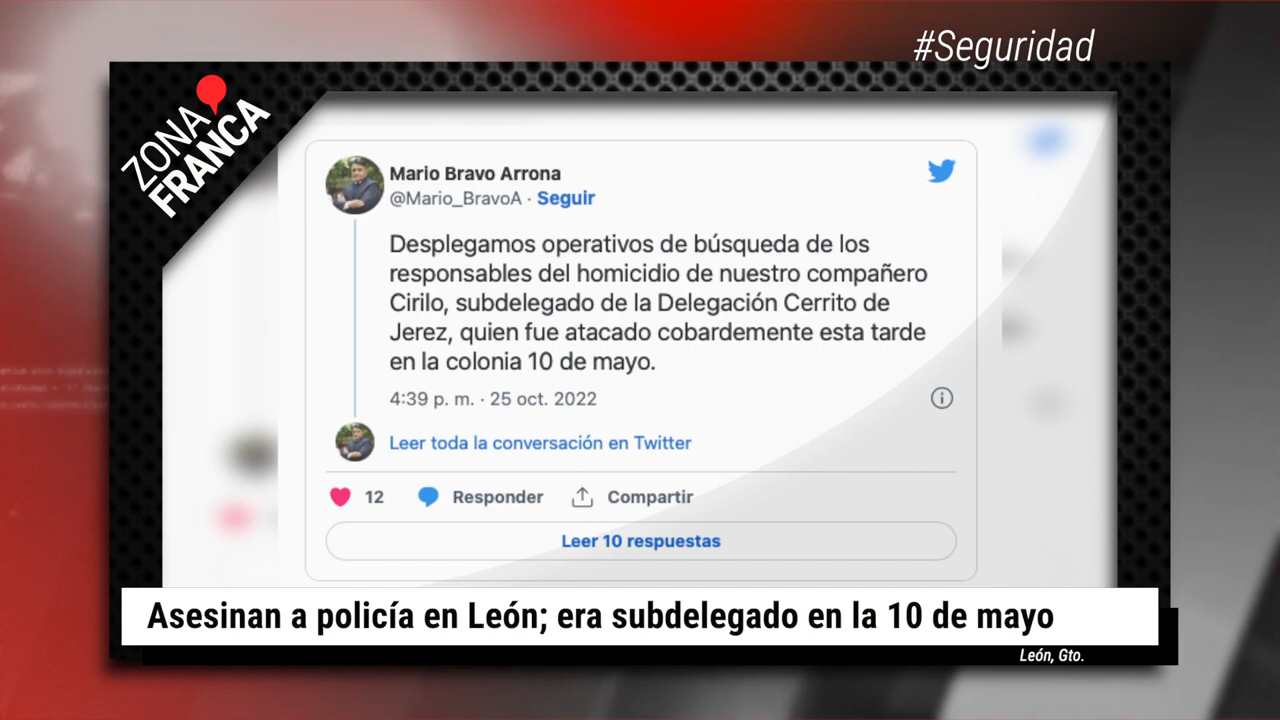 #Seguridad
ZONA
FRANCA
Mario Bravo Arrona
@Mario_BravoA · Seguir
Desplegamos operativos de búsqueda de los
responsables del homicidio de nuestro compañero
Cirilo, subdelegado de la Delegación Cerrito de
Jerez, quien fue atacado cobardemente esta tarde
en la colonia 10 de mayo.
4:39 p. m. · 25 oct. 2022
Leer toda la conversación en Twitter
12 Responder Compartir
Leer 10 respuestas
Asesinan a policía en León; era subdelegado en la 10 de mayo
León, Gto.